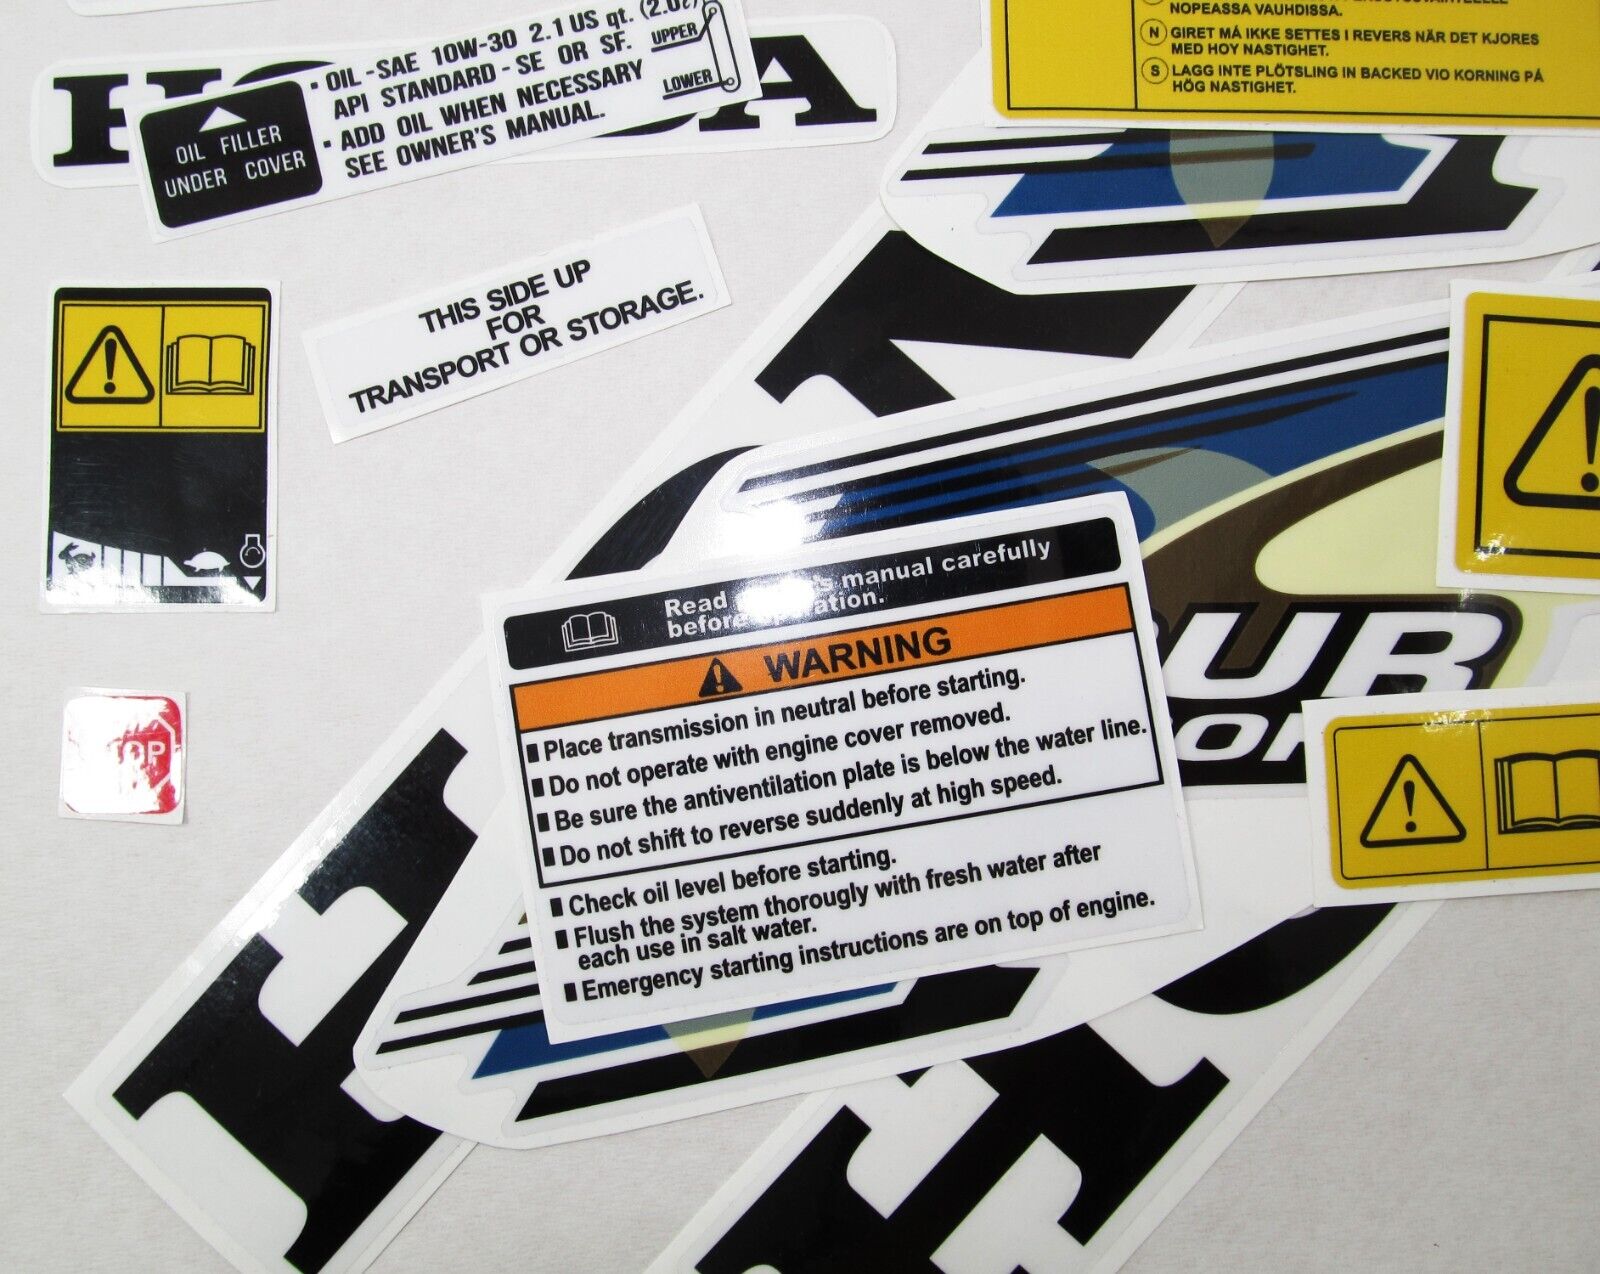 OIL FILLER
UNDER COVER
· OIL - SAE 10W-30 2.1 US qt. (2.0ℓ)
API STANDARD - SE OR SF.
· ADD OIL WHEN NECESSARY
SEE OWNER'S MANUAL.
UPPER
LOWER
NOPEASSA VAUHDISSA.
N GIRET MÅ IKKE SETTES I REVERS NÄR DET KJORES
MED HOY NASTIGHET.
S LAGG INTE PLÖTSLING IN BACKED VIO KORNING PÅ
HÖG NASTIGHET.
THIS SIDE UP
FOR
TRANSPORT OR STORAGE.
STOP
Read manual carefully
before
WARNING
Place transmission in neutral before starting.
Do not operate with engine cover removed.
Be sure the antiventilation plate is below the water line.
Do not shift to reverse suddenly at high speed.
Check oil level before starting.
Flush the system thorougly with fresh water after
each use in salt water.
Emergency starting instructions are on top of engine.